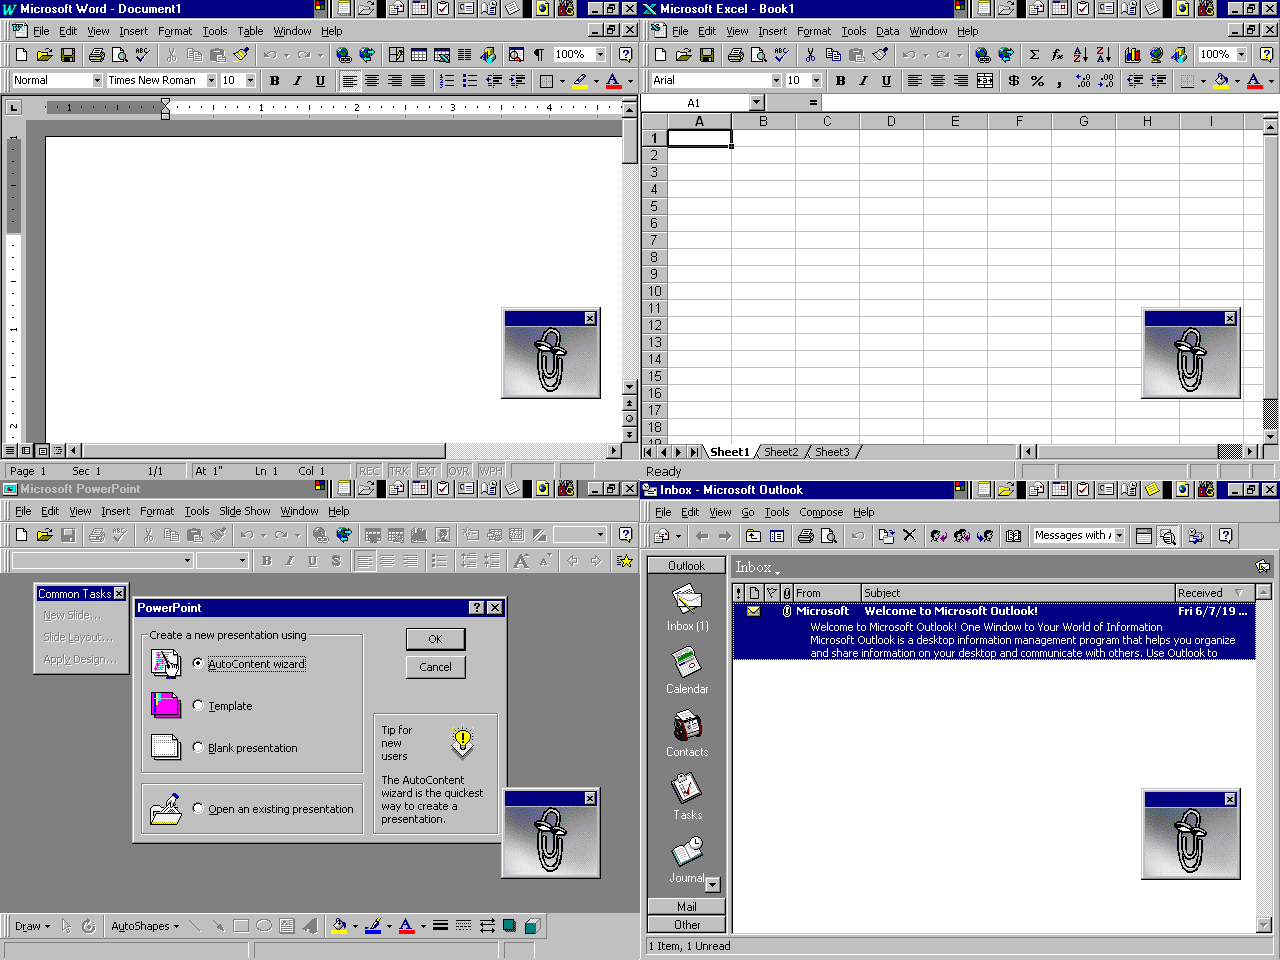 Microsoft Word - Document1
File Edit View Insert Format Tools Table Window Help
100%
Normal Times New Roman 10 B I U A
1 1 2 3 4
1
1
2
Page 1 Sec 1 1/1 At 1" Ln 1 Col 1 REC TRK EXT OVR WPH
Microsoft Excel - Book1
File Edit View Insert Format Tools Data Window Help
100%
Arial 10 B I U $ % , A
A1 =
A B C D E F G H I
1
2
3
4
5
6
7
8
9
10
11
12
13
14
15
16
17
18
19
Sheet1 Sheet2 Sheet3
Ready
Microsoft PowerPoint
File Edit View Insert Format Tools Slide Show Window Help
B I U S A A
Common Tasks
New Slide...
Slide Layout...
Apply Design...
PowerPoint
Create a new presentation using
AutoContent wizard
Template
Blank presentation
Open an existing presentation
OK
Cancel
Tip for
new
users
The AutoContent
wizard is the quickest
way to create a
presentation.
Draw AutoShapes A
Inbox - Microsoft Outlook
File Edit View Go Tools Compose Help
Messages with
Outlook
Inbox (1)
Calendar
Contacts
Tasks
Journal
Mail
Other
Inbox
! From Subject Received
Microsoft Welcome to Microsoft Outlook! Fri 6/7/19 ...
Welcome to Microsoft Outlook! One Window to Your World of Information
Microsoft Outlook is a desktop information management program that helps you organize
and share information on your desktop and communicate with others. Use Outlook to
1 Item, 1 Unread